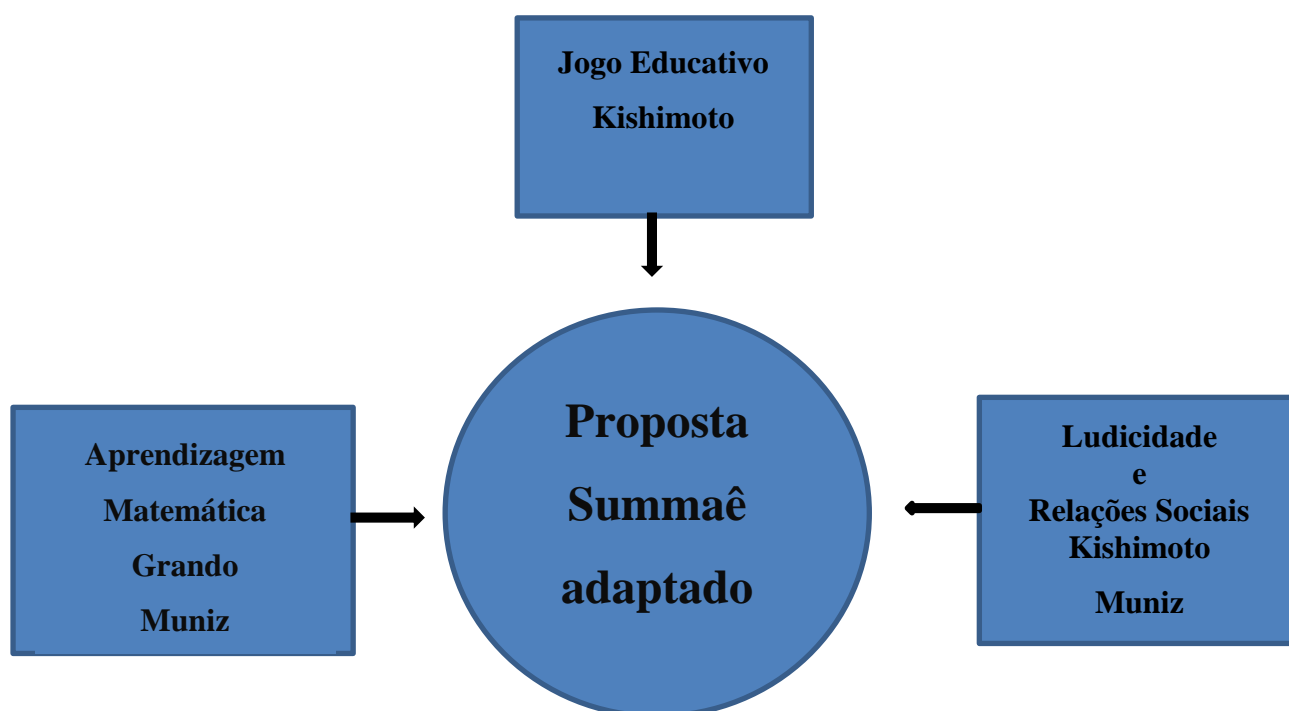 Jogo Educativo
Kishimoto
Proposta
Summaê
adaptado
Aprendizagem
Matemática
Grando
Muniz
Ludicidade
e
Relações Sociais
Kishimoto
Muniz